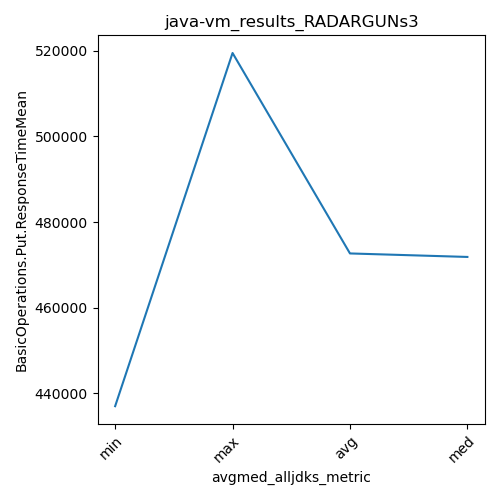 java-vm_results_RADARGUNs3
BasicOperations.Put.ResponseTimeMean
520000
500000
480000
460000
440000
min
max
avg
med
avgmed_alljdks_metric